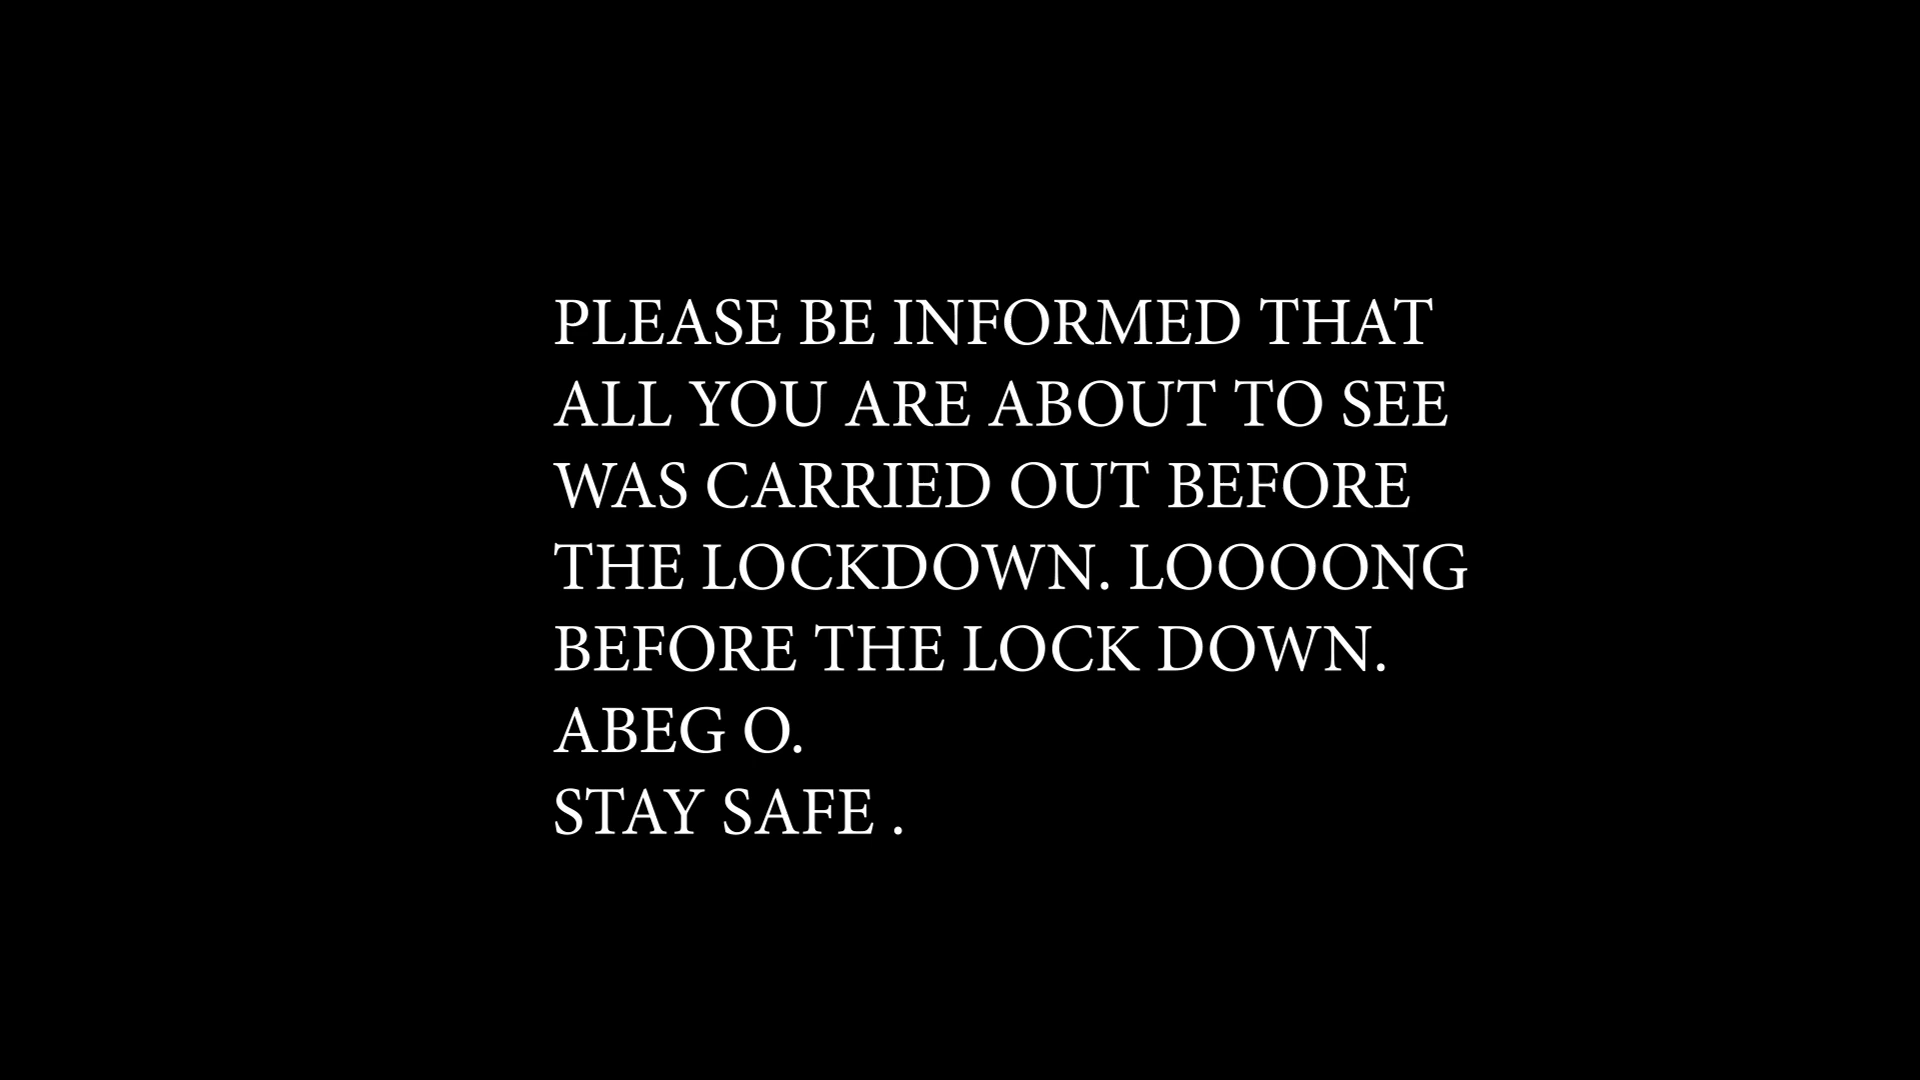 PLEASE BE INFORMED THAT
ALL YOU ARE ABOUT TO SEE
WAS CARRIED OUT BEFORE
THE LOCKDOWN. LOOOONG
BEFORE THE LOCK DOWN.
ABEG O.
STAY SAFE .